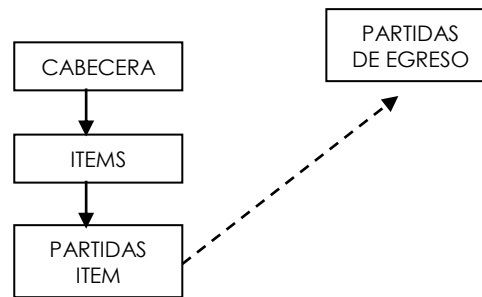 PARTIDAS
DE EGRESO
CABECERA
ITEMS
PARTIDAS
ITEM